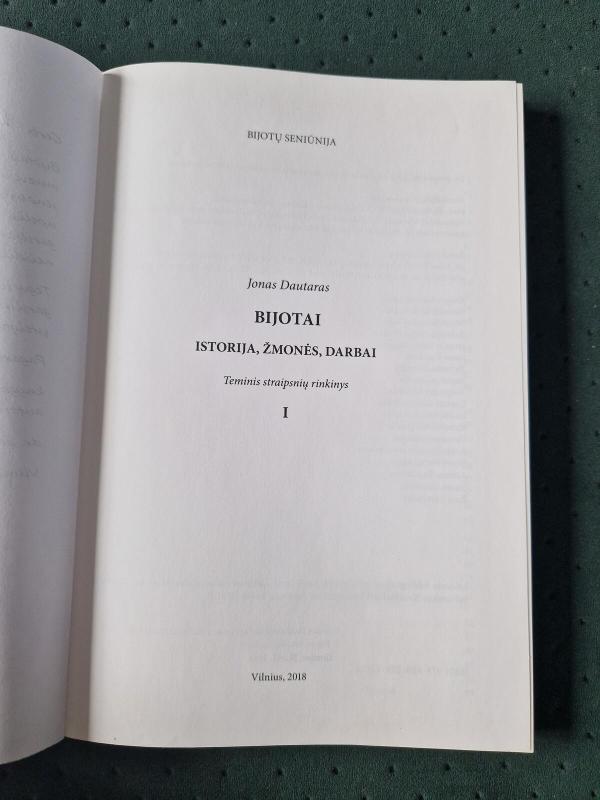 BIJOTŲ SENIŪNIJA
Jonas Dautaras
BIJOTAI
ISTORIJA, ŽMONĖS, DARBAI
Teminis straipsnių rinkinys
I
Vilnius, 2018